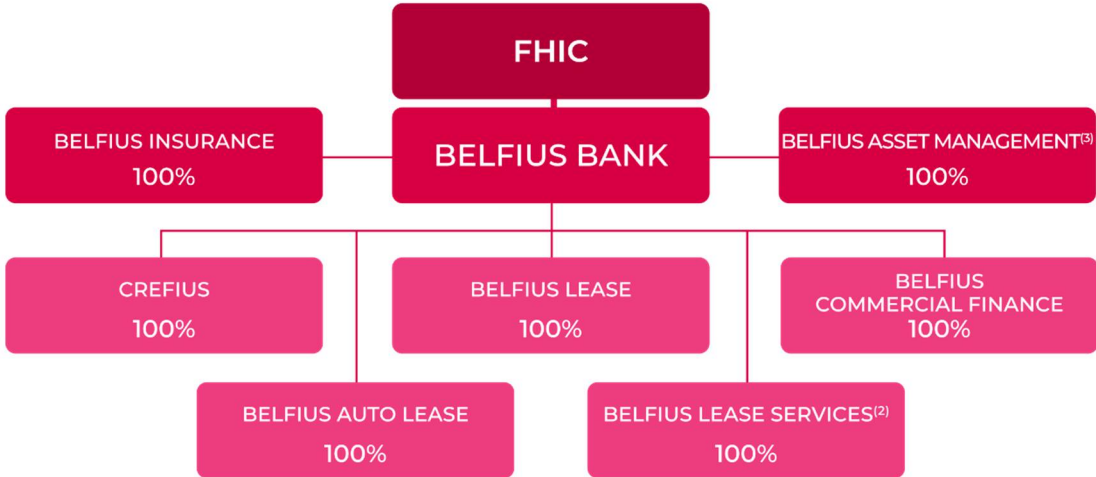 FHIC
BELFIUS INSURANCE
100%
BELFIUS BANK
BELFIUS ASSET MANAGEMENT(3)
100%
CREFIUS
100%
BELFIUS LEASE
100%
BELFIUS
COMMERCIAL FINANCE
100%
BELFIUS AUTO LEASE
100%
BELFIUS LEASE SERVICES(2)
100%